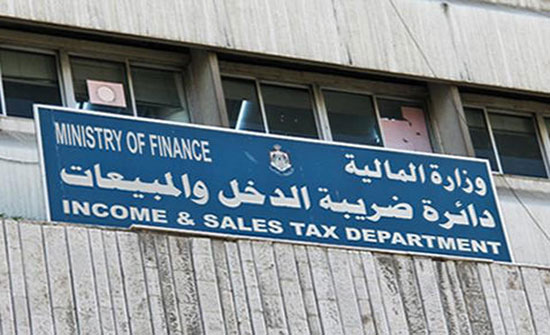 MINISTRY OF FINANCE
وزارة المالية
دائرة ضريبة الدخل والمبيعات
INCOME & SALES TAX DEPARTMENT